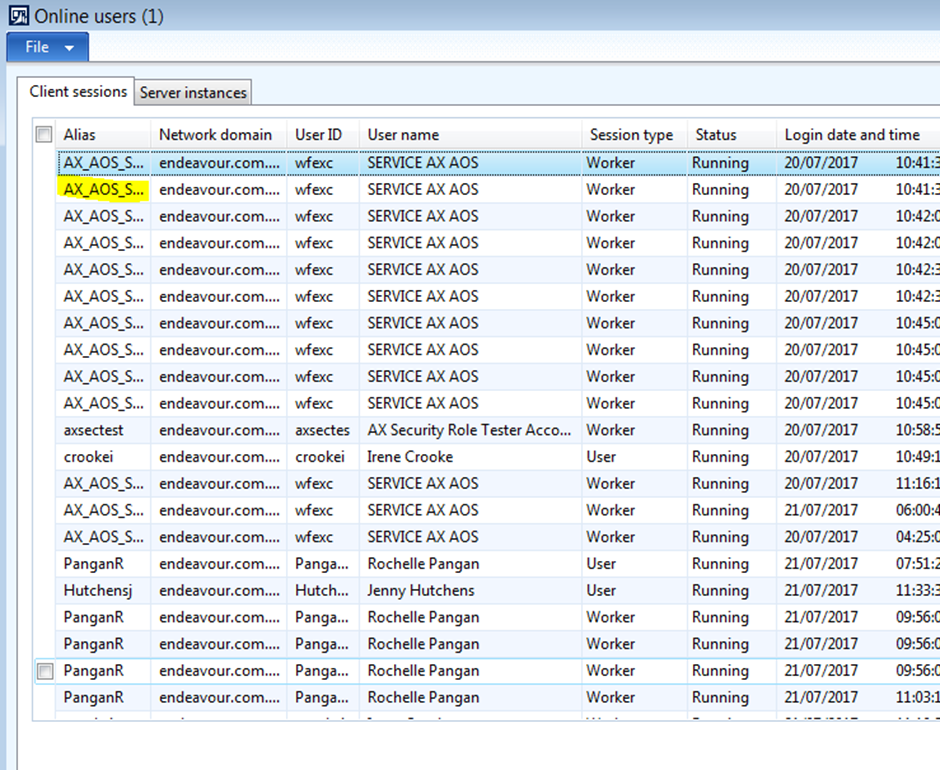 Online users (1)
File
Client sessions Server instances
Alias Network domain User ID User name Session type Status Login date and time
AX_AOS_S... endeavour.com.... wfexc SERVICE AX AOS Worker Running 20/07/2017 10:41:3
AX_AOS_S... endeavour.com.... wfexc SERVICE AX AOS Worker Running 20/07/2017 10:41:3
AX_AOS_S... endeavour.com.... wfexc SERVICE AX AOS Worker Running 20/07/2017 10:42:0
AX_AOS_S... endeavour.com.... wfexc SERVICE AX AOS Worker Running 20/07/2017 10:42:0
AX_AOS_S... endeavour.com.... wfexc SERVICE AX AOS Worker Running 20/07/2017 10:42:3
AX_AOS_S... endeavour.com.... wfexc SERVICE AX AOS Worker Running 20/07/2017 10:42:3
AX_AOS_S... endeavour.com.... wfexc SERVICE AX AOS Worker Running 20/07/2017 10:45:0
AX_AOS_S... endeavour.com.... wfexc SERVICE AX AOS Worker Running 20/07/2017 10:45:0
AX_AOS_S... endeavour.com.... wfexc SERVICE AX AOS Worker Running 20/07/2017 10:45:0
AX_AOS_S... endeavour.com.... wfexc SERVICE AX AOS Worker Running 20/07/2017 10:45:0
axsectest endeavour.com.... axsectes AX Security Role Tester Acco... Worker Running 20/07/2017 10:58:5
crookei endeavour.com.... crookei Irene Crooke User Running 20/07/2017 10:49:1
AX_AOS_S... endeavour.com.... wfexc SERVICE AX AOS Worker Running 20/07/2017 11:16:1
AX_AOS_S... endeavour.com.... wfexc SERVICE AX AOS Worker Running 21/07/2017 06:00:4
AX_AOS_S... endeavour.com.... wfexc SERVICE AX AOS Worker Running 20/07/2017 04:25:0
PanganR endeavour.com.... Panga... Rochelle Pangan User Running 21/07/2017 07:51:2
Hutchensj endeavour.com.... Hutch... Jenny Hutchens User Running 21/07/2017 11:33:3
PanganR endeavour.com.... Panga... Rochelle Pangan Worker Running 21/07/2017 09:56:0
PanganR endeavour.com.... Panga... Rochelle Pangan Worker Running 21/07/2017 09:56:0
PanganR endeavour.com.... Panga... Rochelle Pangan Worker Running 21/07/2017 09:56:0
PanganR endeavour.com.... Panga... Rochelle Pangan Worker Running 21/07/2017 11:03:1